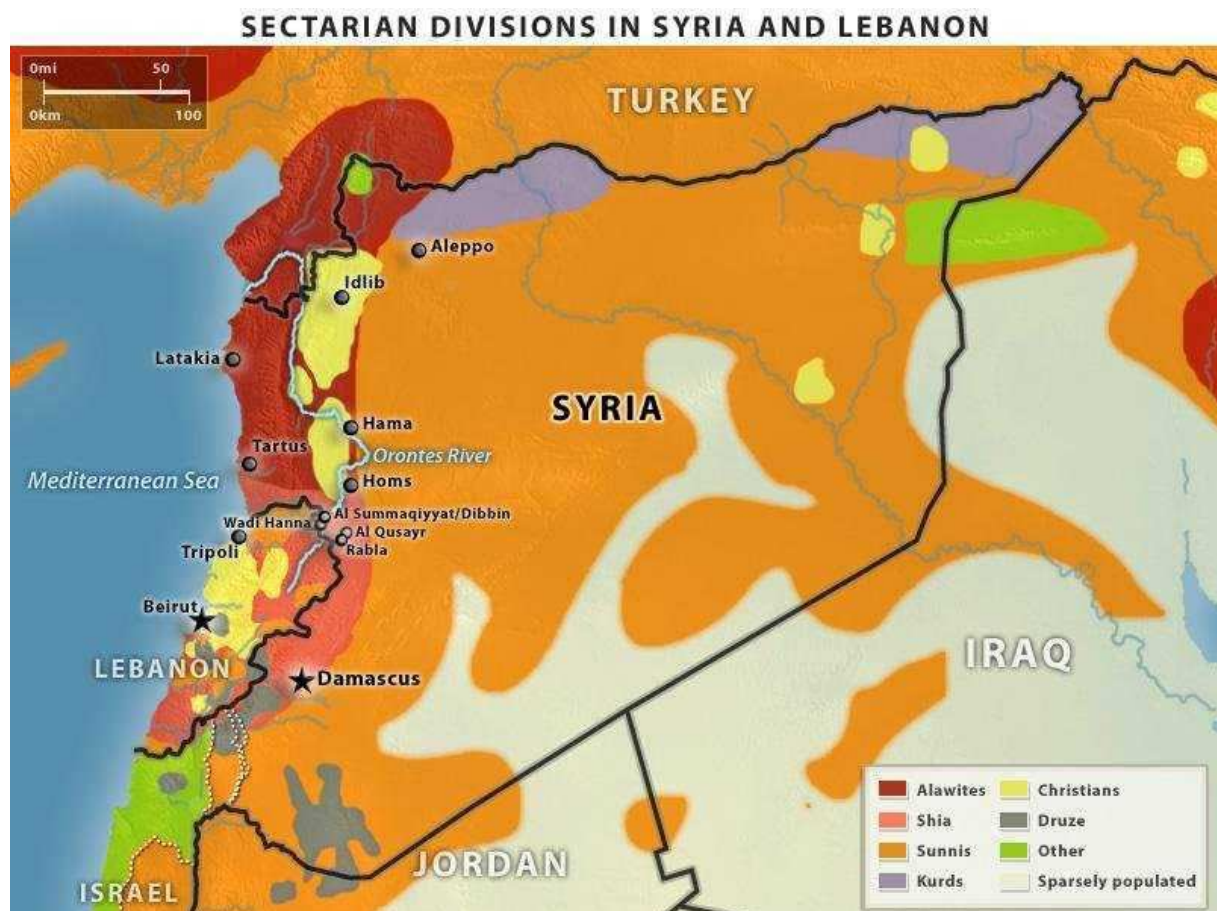 SECTARIAN DIVISIONS IN SYRIA AND LEBANON
0mi 50
0km 100
TURKEY
Aleppo
Idlib
Latakia
SYRIA
Hama
Tartus
Orontes River
Mediterranean Sea
Homs
Al Summaqiyyat/Dibbin
Wadi Hanna
Al Qusayr
Tripoli
Rabla
Beirut
IRAQ
LEBANON
Damascus
JORDAN
ISRAEL
Alawites
Shia
Sunnis
Kurds
Christians
Druze
Other
Sparsely populated